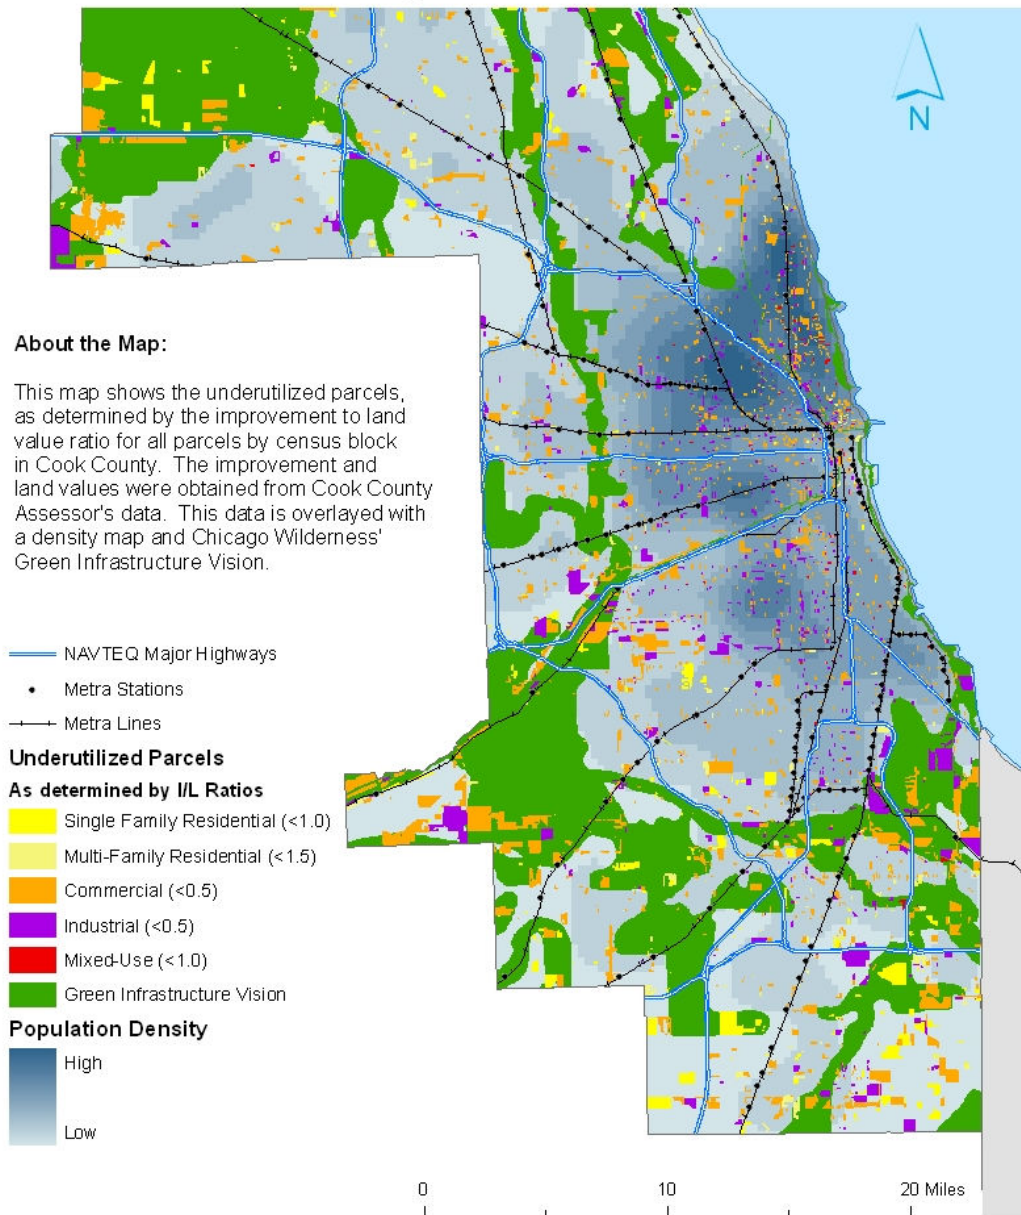 N
About the Map:
This map shows the underutilized parcels,
as determined by the improvement to land
value ratio for all parcels by census block
in Cook County. The improvement and
land values were obtained from Cook County
Assessor's data. This data is overlayed with
a density map and Chicago Wilderness'
Green Infrastructure Vision.
NAVTEQ Major Highways
Metra Stations
Metra Lines
Underutilized Parcels
As determined by I/L Ratios
Single Family Residential (<1.0)
Multi-Family Residential (<1.5)
Commercial (<0.5)
Industrial (<0.5)
Mixed-Use (<1.0)
Green Infrastructure Vision
Population Density
High
Low
0 10 20 Miles